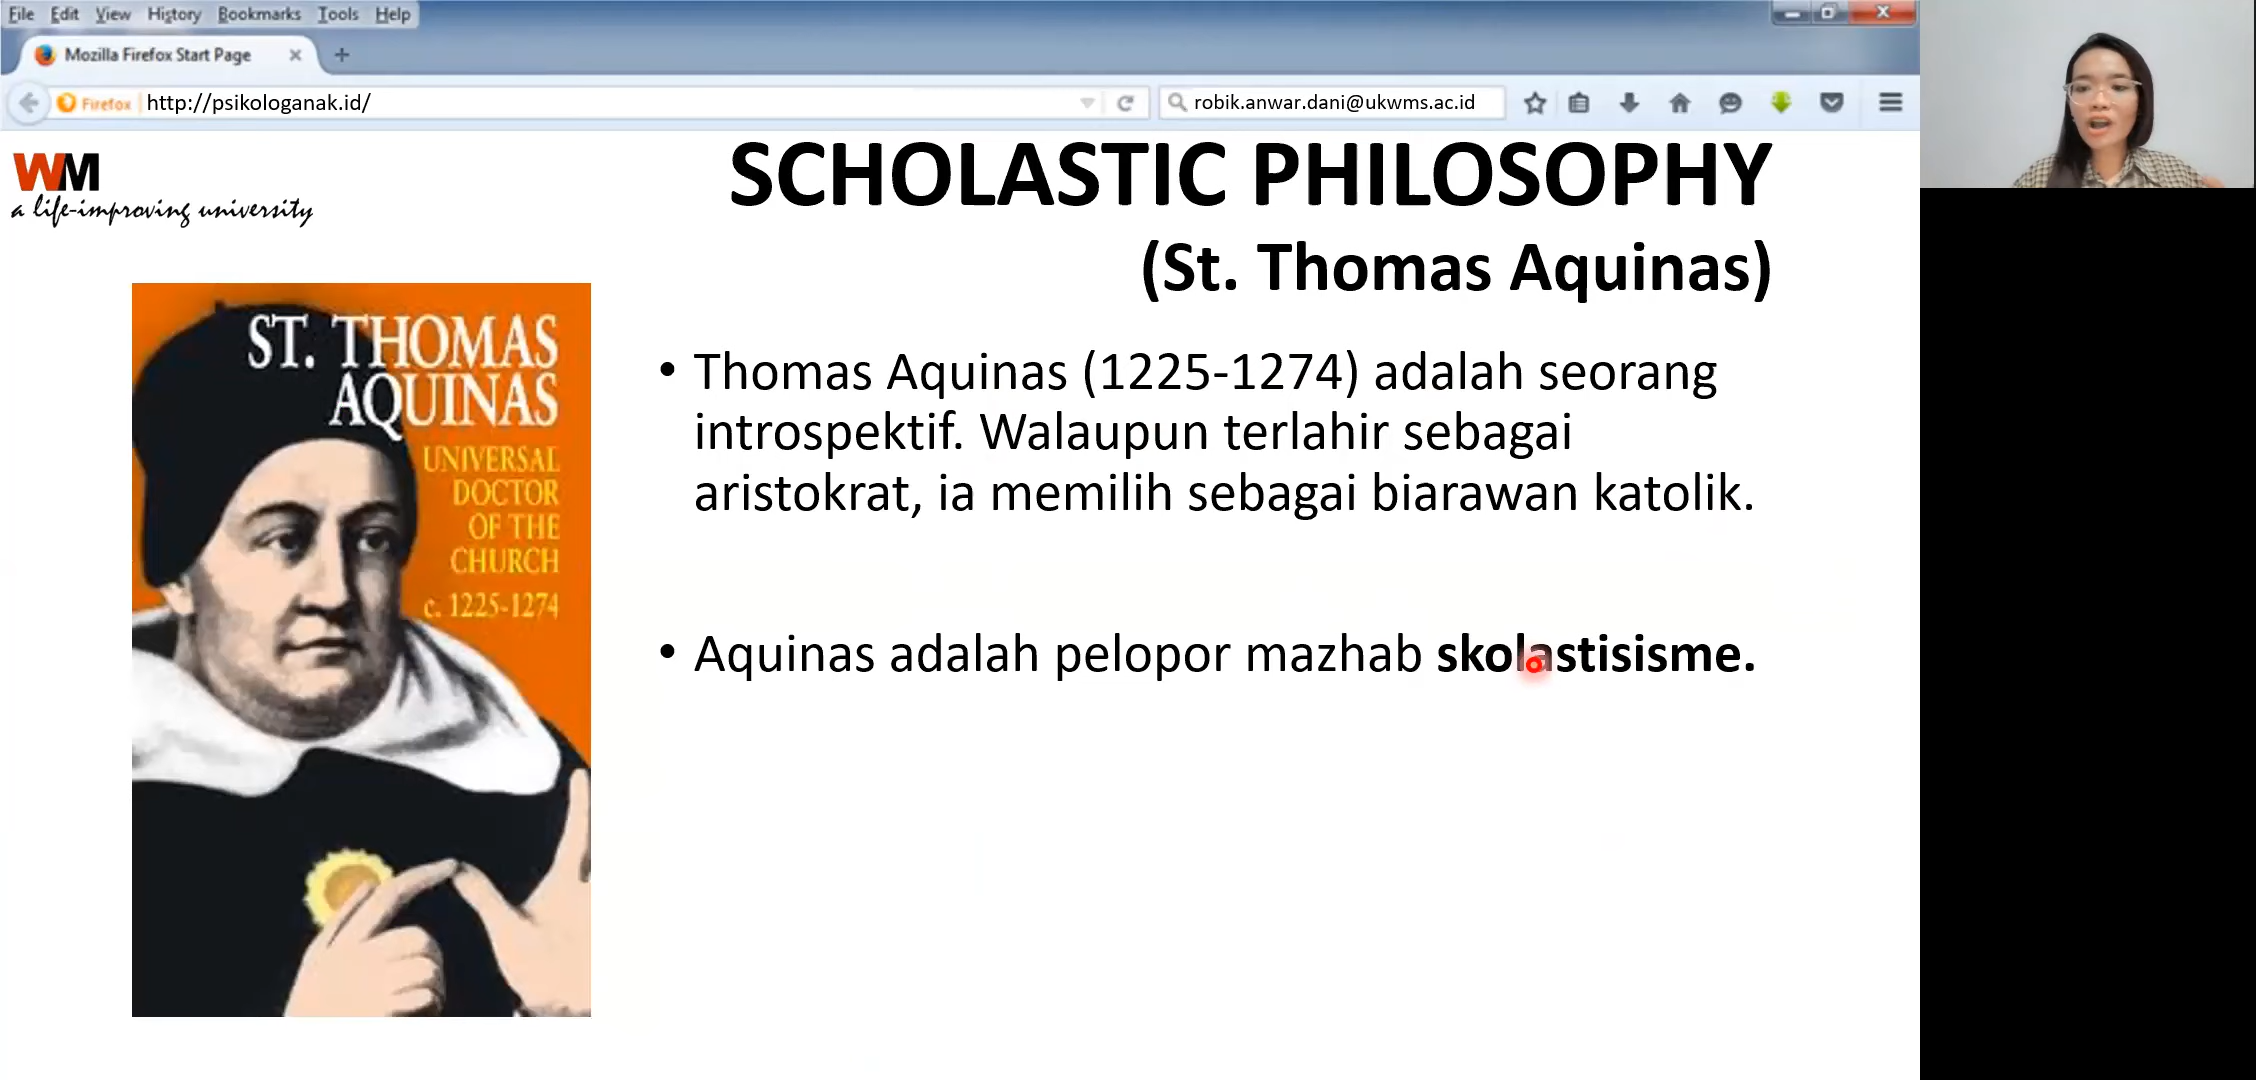 File Edit View History Bookmarks Tools Help
Mozilla Firefox Start Page
Firefox http://psikologanak.id/
robik.anwar.dani@ukwms.ac.id
WM
a life-improving university
SCHOLASTIC PHILOSOPHY
(St. Thomas Aquinas)
ST. THOMAS
AQUINAS
UNIVERSAL
DOCTOR
OF THE
CHURCH
c. 1225-1274
• Thomas Aquinas (1225-1274) adalah seorang
introspektif. Walaupun terlahir sebagai
aristokrat, ia memilih sebagai biarawan katolik.
• Aquinas adalah pelopor mazhab skolastisisme.